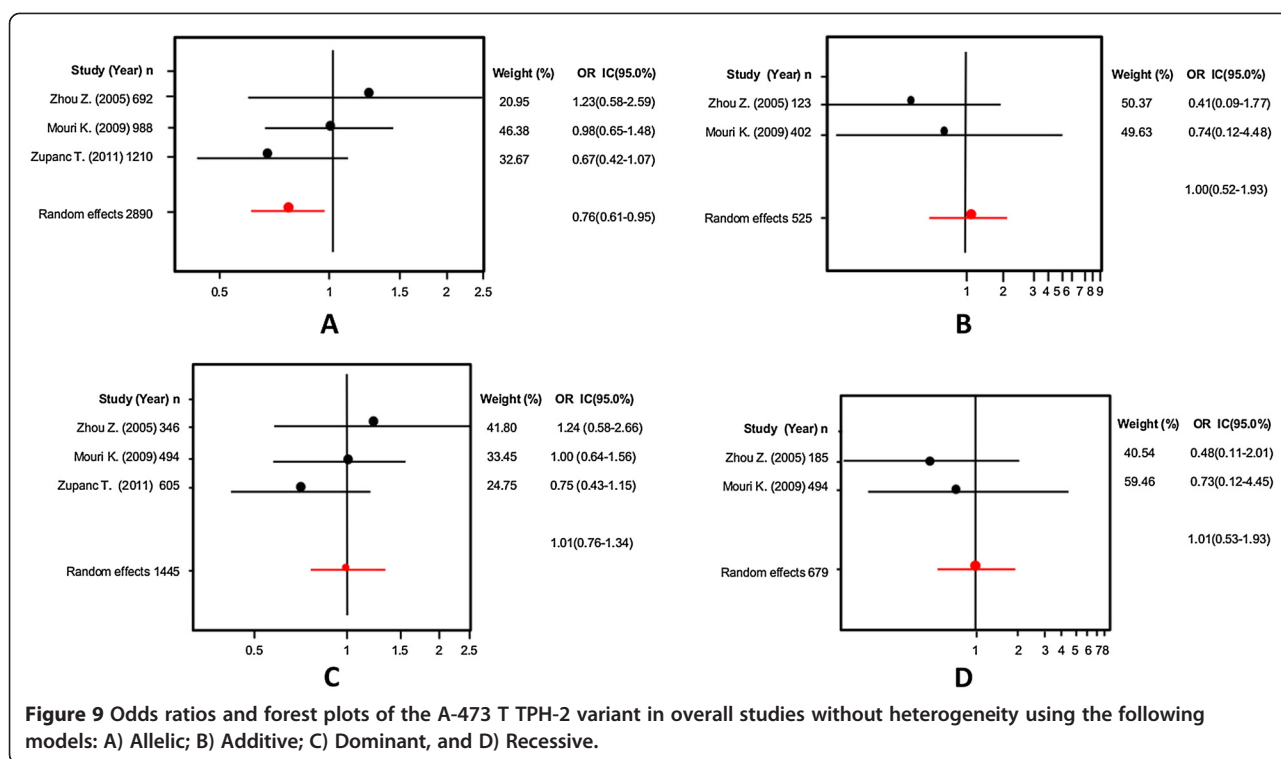 Study (Year) n Weight (%) OR IC(95.0%)
Zhou Z. (2005) 692 20.95 1.23(0.58-2.59)
Mouri K. (2009) 988 46.38 0.98(0.65-1.48)
Zupanc T. (2011) 1210 32.67 0.67(0.42-1.07)
Random effects 2890 0.76(0.61-0.95)
0.5 1 1.5 2 2.5
A
Study (Year) n Weight (%) OR IC(95.0%)
Zhou Z. (2005) 123 50.37 0.41(0.09-1.77)
Mouri K. (2009) 402 49.63 0.74(0.12-4.48)
1.00(0.52-1.93)
Random effects 525
1 2 3 4 5 6 7 8 9
B
Study (Year) n Weight (%) OR IC(95.0%)
Zhou Z. (2005) 346 41.80 1.24 (0.58-2.66)
Mouri K. (2009) 494 33.45 1.00 (0.64-1.56)
Zupanc T. (2011) 605 24.75 0.75 (0.43-1.15)
1.01(0.76-1.34)
Random effects 1445
0.5 1 1.5 2 2.5
C
Study (Year) n Weight (%) OR IC(95.0%)
Zhou Z. (2005) 185 40.54 0.48(0.11-2.01)
Mouri K. (2009) 494 59.46 0.73(0.12-4.45)
1.01(0.53-1.93)
Random effects 679
1 2 3 4 5 6 7 8
D
Figure 9 Odds ratios and forest plots of the A-473 T TPH-2 variant in overall studies without heterogeneity using the following
models: A) Allelic; B) Additive; C) Dominant, and D) Recessive.